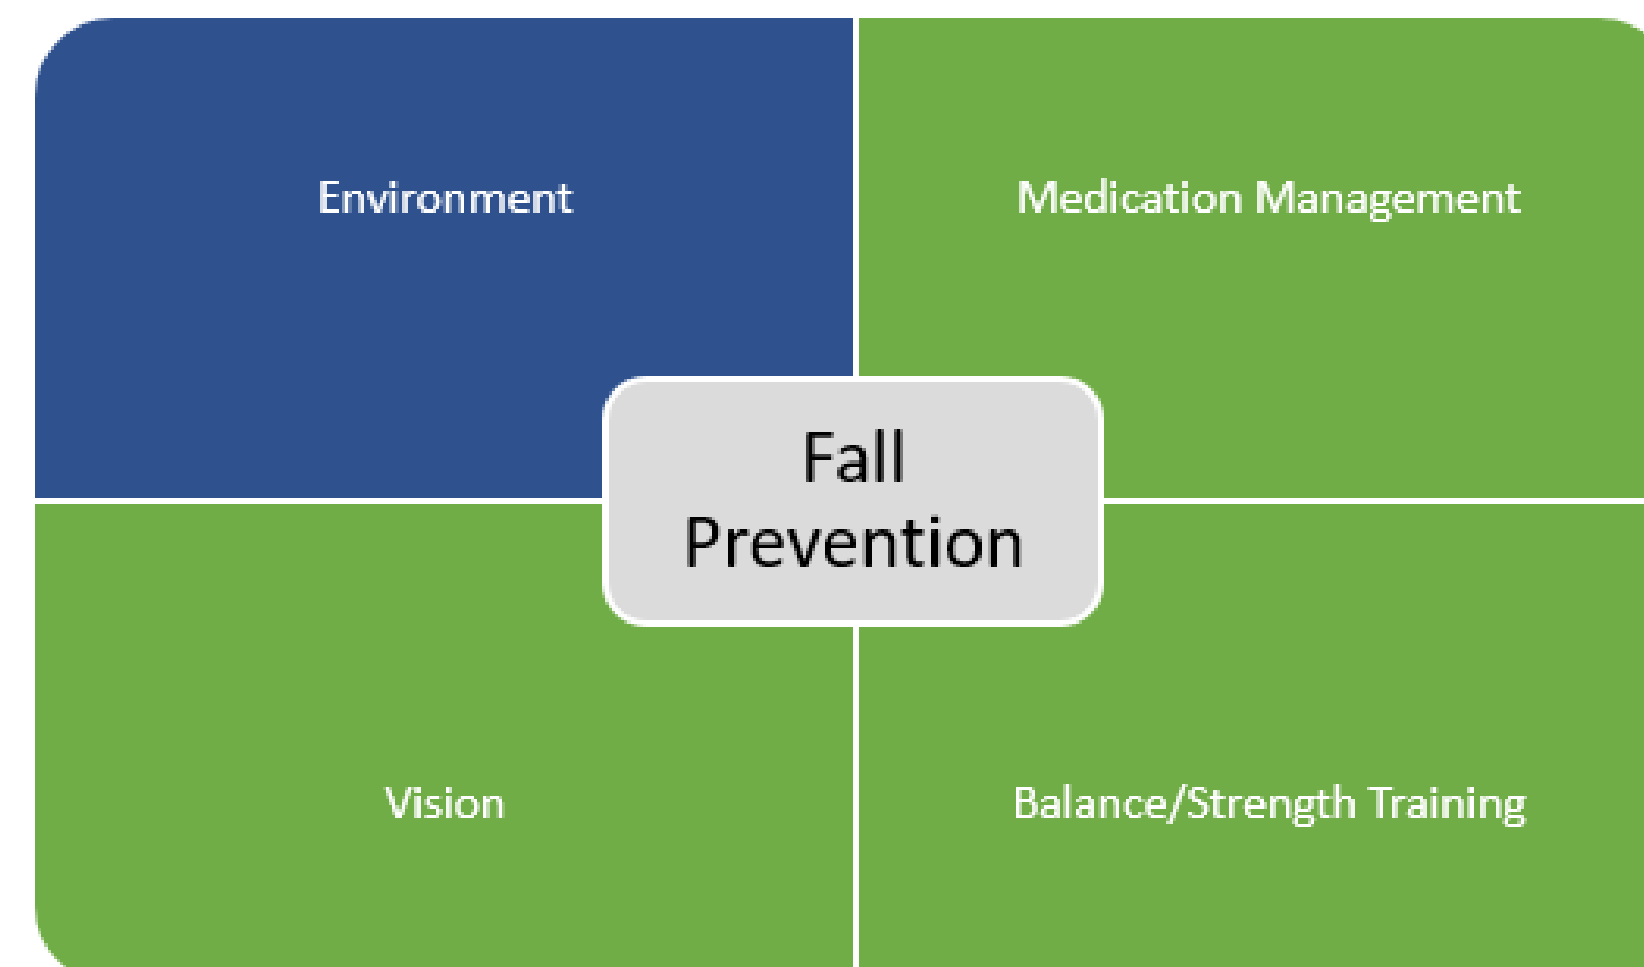 Environment
Medication Management
Fall
Prevention
Vision
Balance/Strength Training